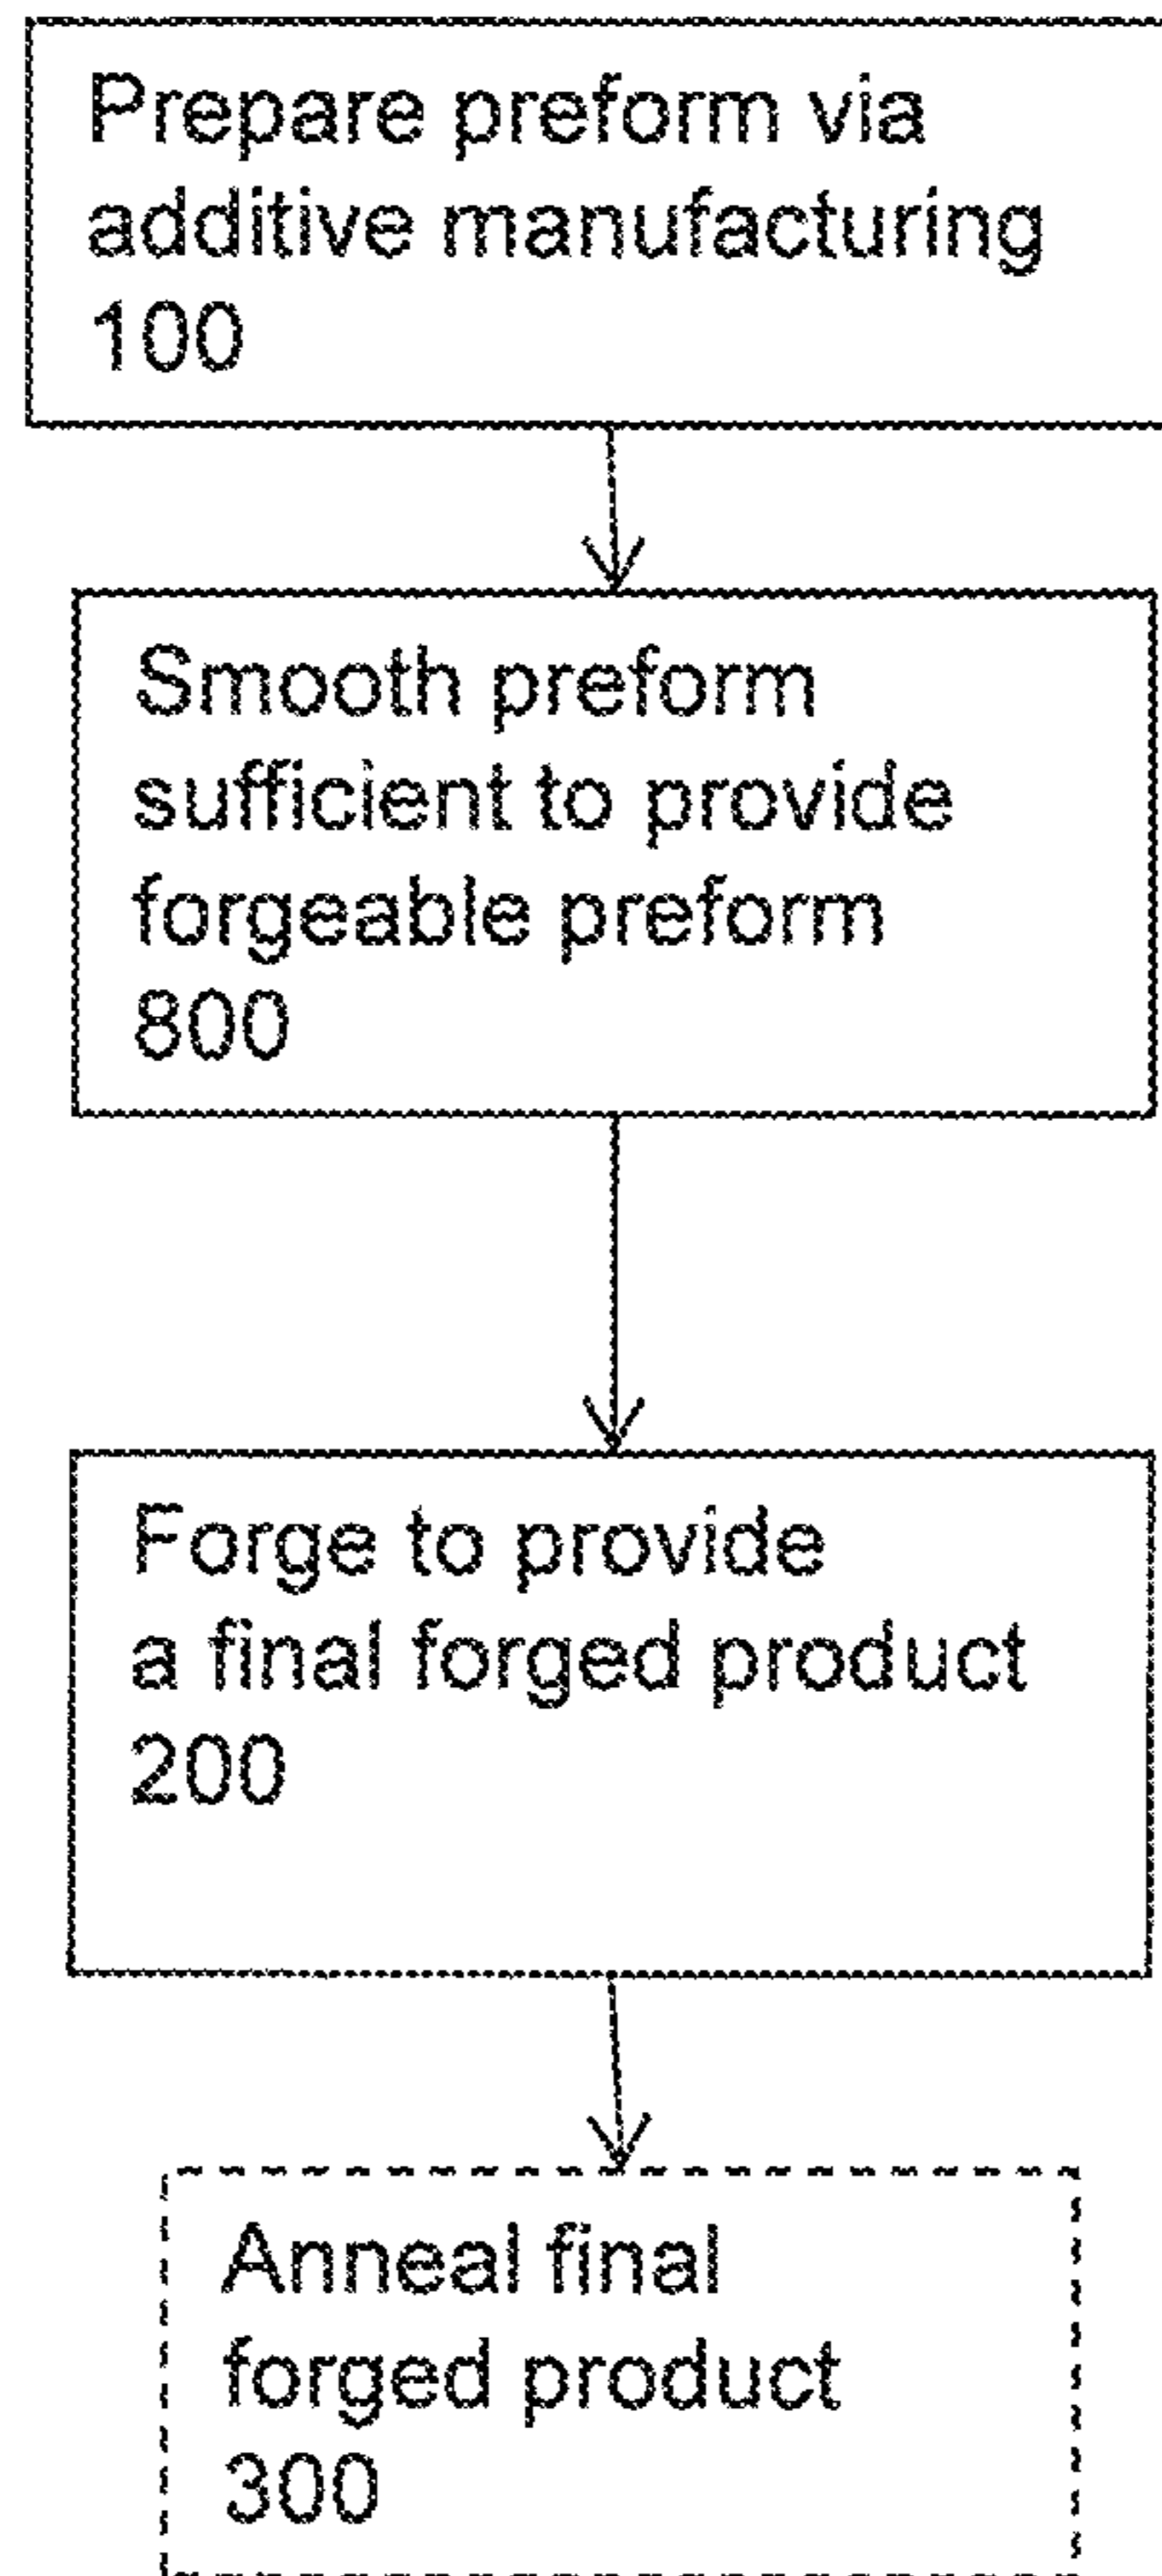 Prepare preform via
additive manufacturing
100
Smooth preform
sufficient to provide
forgeable preform
800
Forge to provide
a final forged product
200
Anneal final
forged product
300